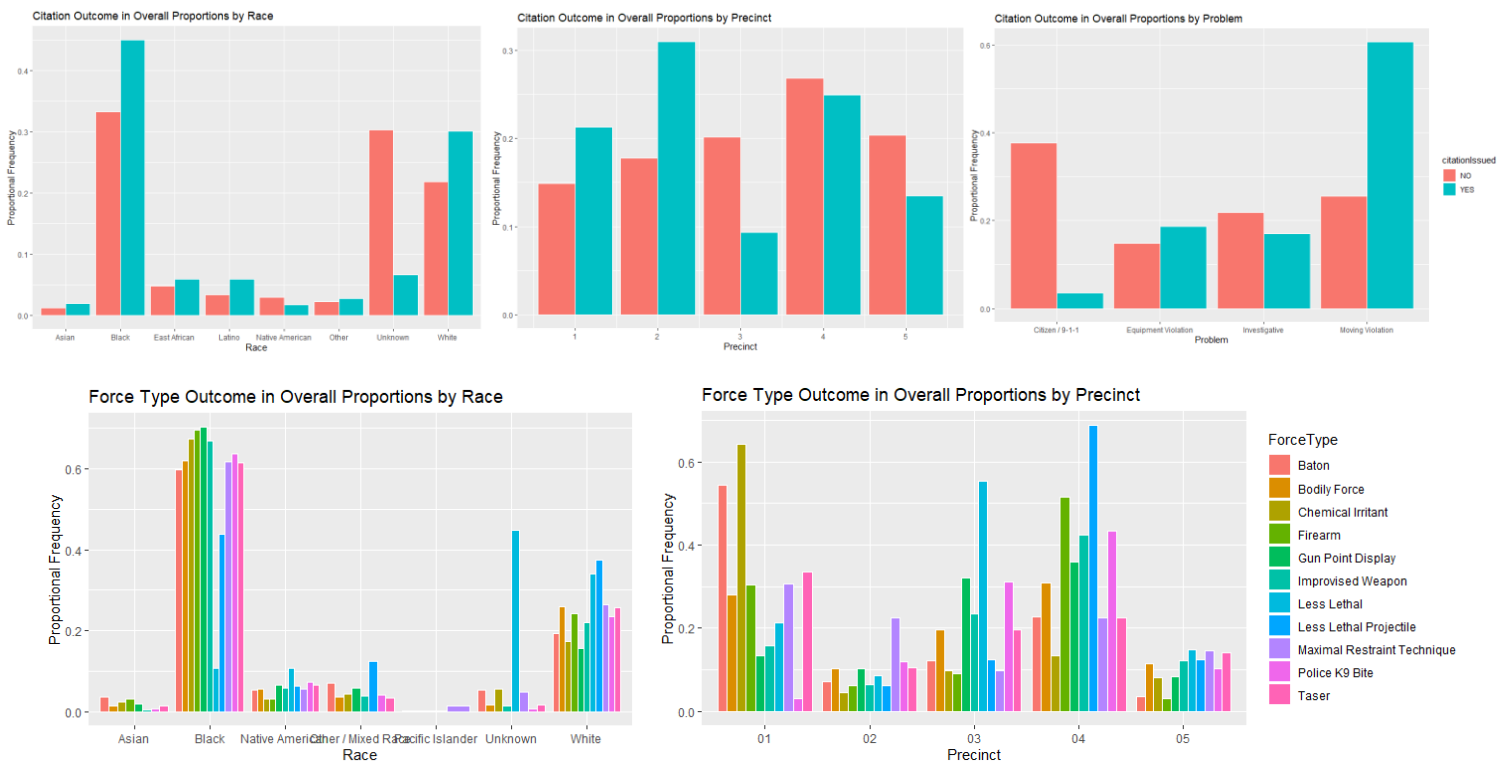 Citation Outcome in Overall Proportions by Race
Proportional Frequency
0.4
0.3
0.2
0.1
0.0
Asian Black East African Latino Native American Other Unknown White
Race
Citation Outcome in Overall Proportions by Precinct
Proportional Frequency
0.3
0.2
0.1
0.0
1 2 3 4 5
Precinct
Citation Outcome in Overall Proportions by Problem
Proportional Frequency
0.6
0.4
0.2
0.0
Citizen / 9-1-1 Equipment Violation Investigative Moving Violation
Problem
citationIssued
NO
YES
Force Type Outcome in Overall Proportions by Race
Proportional Frequency
0.6
0.4
0.2
0.0
Asian Black Native American Other / Mixed Race Pacific Islander Unknown White
Race
Force Type Outcome in Overall Proportions by Precinct
Proportional Frequency
0.6
0.4
0.2
0.0
01 02 03 04 05
Precinct
ForceType
Baton
Bodily Force
Chemical Irritant
Firearm
Gun Point Display
Improvised Weapon
Less Lethal
Less Lethal Projectile
Maximal Restraint Technique
Police K9 Bite
Taser